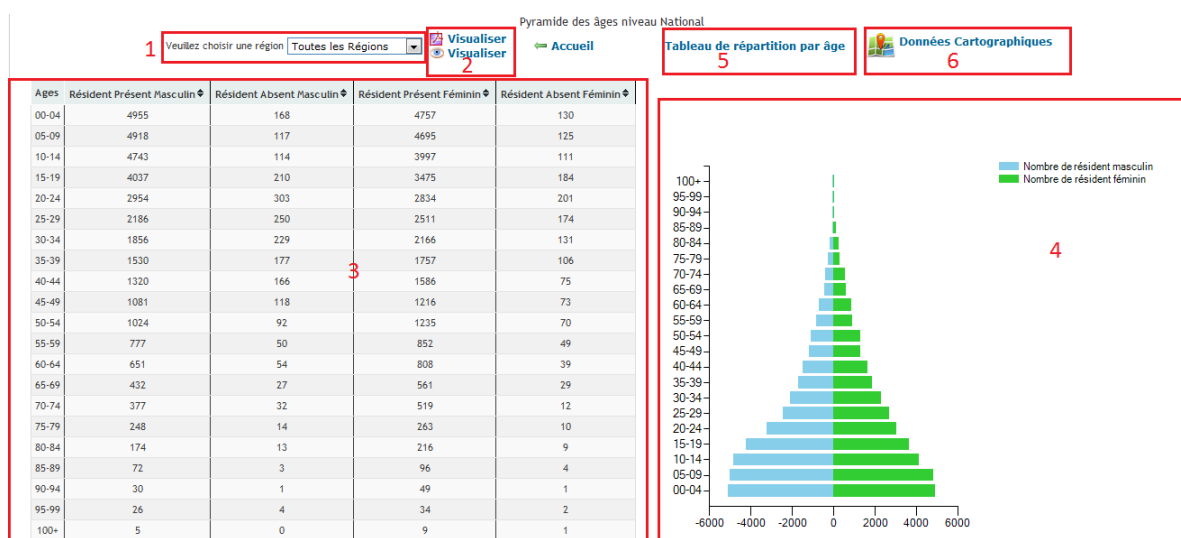 Pyramide des âges niveau National
1 Veuillez choisir une région Toutes les Régions
Visualiser
Visualiser
2
Accueil
Tableau de répartition par âge
5
Données Cartographiques
6
Ages Résident Présent Masculin Résident Absent Masculin Résident Présent Féminin Résident Absent Féminin
00-04 4955 168 4757 130
05-09 4918 117 4695 125
10-14 4743 114 3997 111
15-19 4037 210 3475 184
20-24 2954 303 2834 201
25-29 2186 250 2511 174
30-34 1856 229 2166 131
35-39 1530 177 1757 106
3
40-44 1320 166 1586 75
45-49 1081 118 1216 73
50-54 1024 92 1235 70
55-59 777 50 852 49
60-64 651 54 808 39
65-69 432 27 561 29
70-74 377 32 519 12
75-79 248 14 263 10
80-84 174 13 216 9
85-89 72 3 96 4
90-94 30 1 49 1
95-99 26 4 34 2
100+ 5 0 9 1
Nombre de résident masculin
Nombre de résident féminin
4
100+
95-99
90-94
85-89
80-84
75-79
70-74
65-69
60-64
55-59
50-54
45-49
40-44
35-39
30-34
25-29
20-24
15-19
10-14
05-09
00-04
-6000 -4000 -2000 0 2000 4000 6000